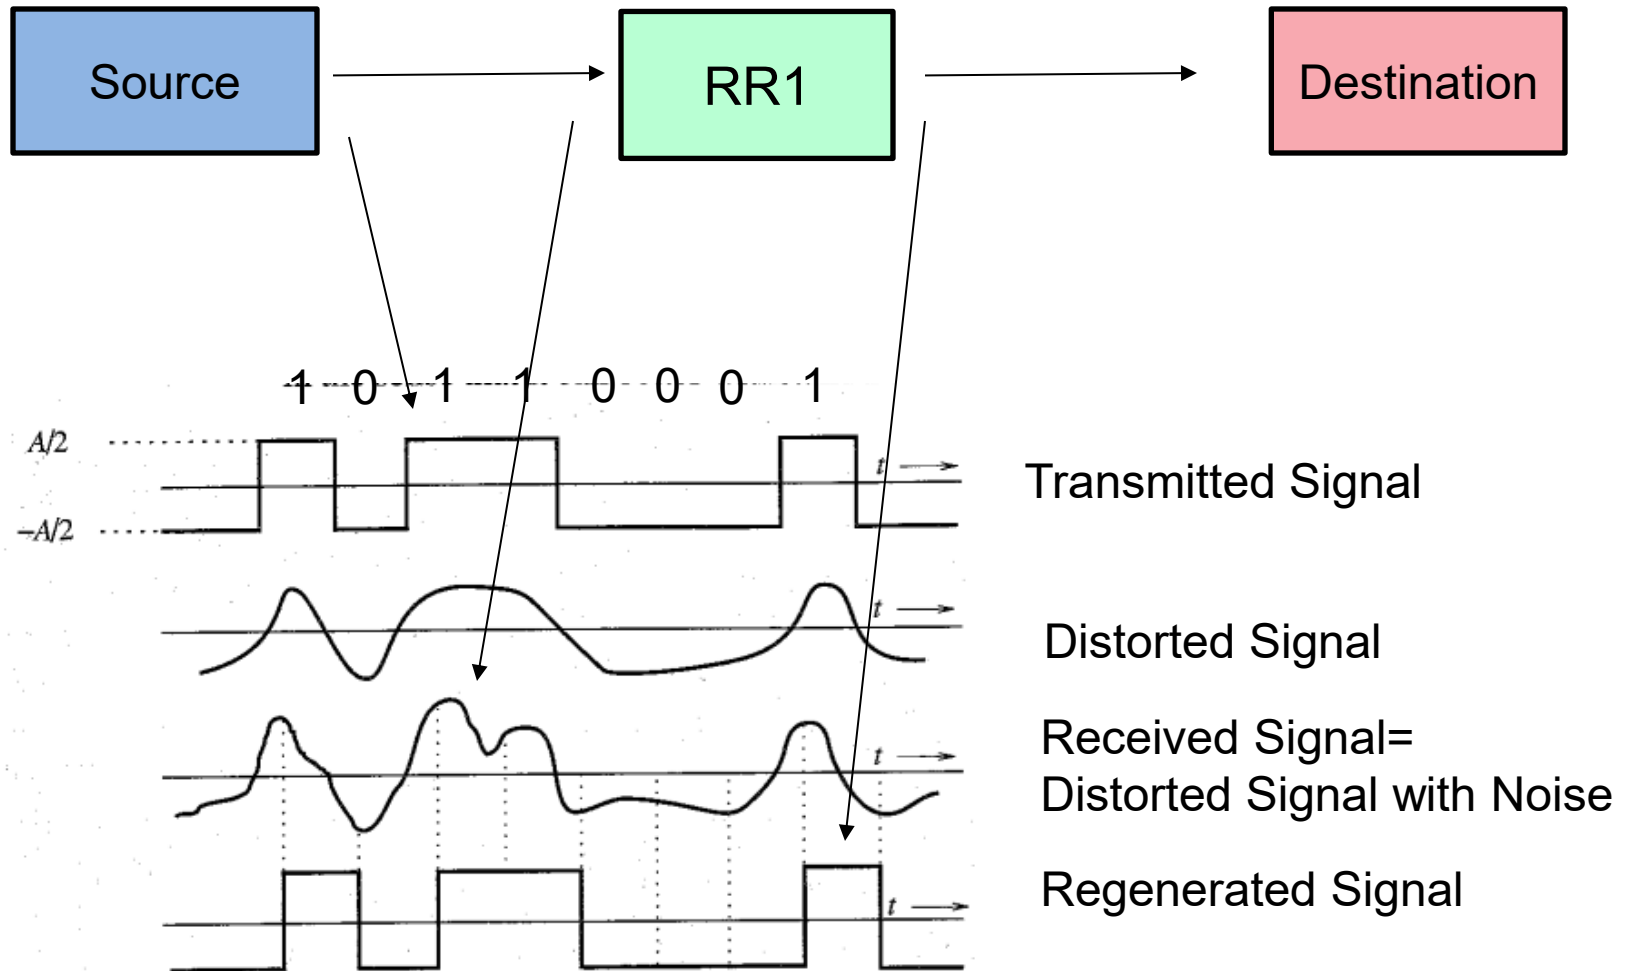 Source
RR1
Destination
1 0 1 1 0 0 0 1
A/2
t
Transmitted Signal
−A/2
t
Distorted Signal
Received Signal=
t
Distorted Signal with Noise
Regenerated Signal
t